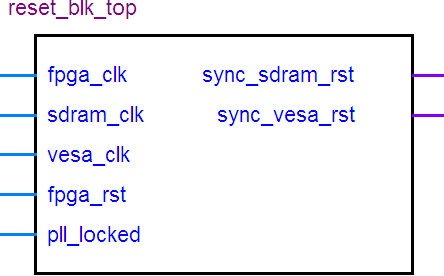 reset_blk_top
fpga_clk sync_sdram_rst
sdram_clk sync_vesa_rst
vesa_clk
fpga_rst
pll_locked